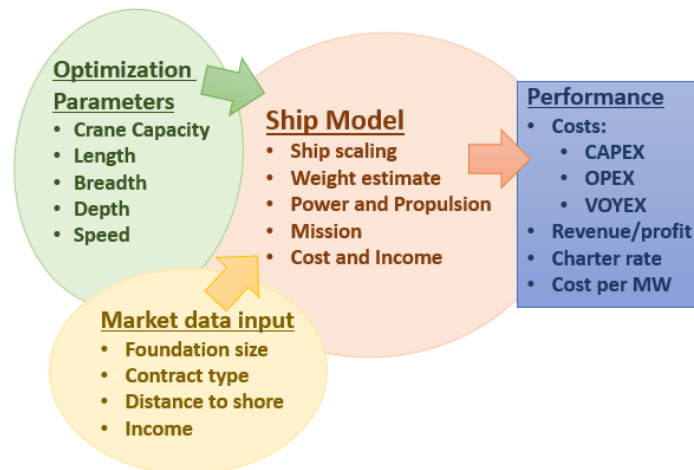 Optimization
Parameters
• Crane Capacity
• Length
• Breadth
• Depth
• Speed
Market data input
• Foundation size
• Contract type
• Distance to shore
• Income
Ship Model
• Ship scaling
• Weight estimate
• Power and Propulsion
• Mission
• Cost and Income
Performance
• Costs:
• CAPEX
• OPEX
• VOYEX
• Revenue/profit
• Charter rate
• Cost per MW